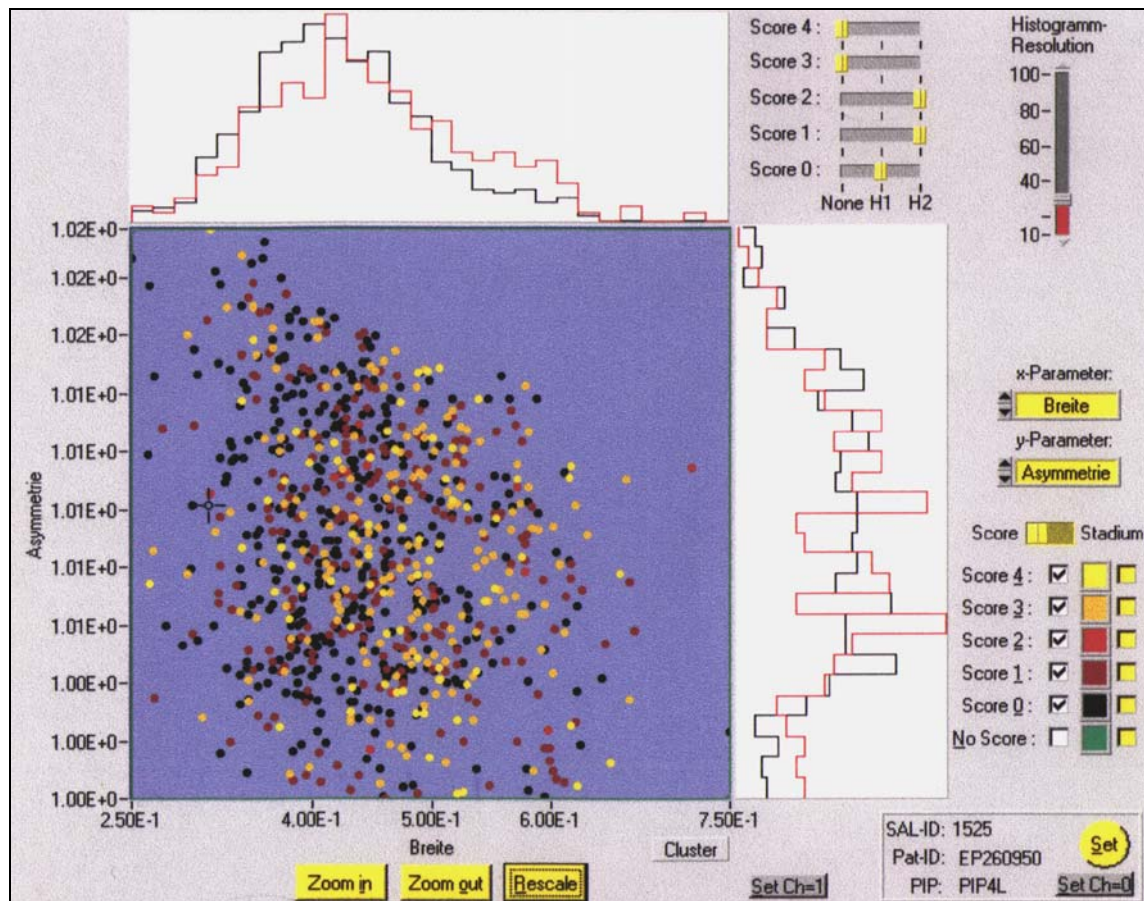 Score 4 :
Score 3 :
Score 2 :
Score 1 :
Score 0 :
None H1 H2
Histogramm-
Resolution
100-
80-
60-
40-
10-
1.02E+0
1.02E+0
1.02E+0
1.01E+0
1.01E+0
1.01E+0
1.01E+0
1.01E+0
1.00E+0
1.00E+0
1.00E+0
Asymmetrie
2.50E-1 4.00E-1 5.00E-1 6.00E-1 7.50E-1
Breite
Cluster
Zoom in Zoom out Rescale
Set Ch=1
x-Parameter:
Breite
y-Parameter:
Asymmetrie
Score Stadium
Score 4 :
Score 3 :
Score 2 :
Score 1 :
Score 0 :
No Score :
SAL-ID: 1525
Pat-ID: EP260950
PIP: PIP4L
Set
Set Ch=0